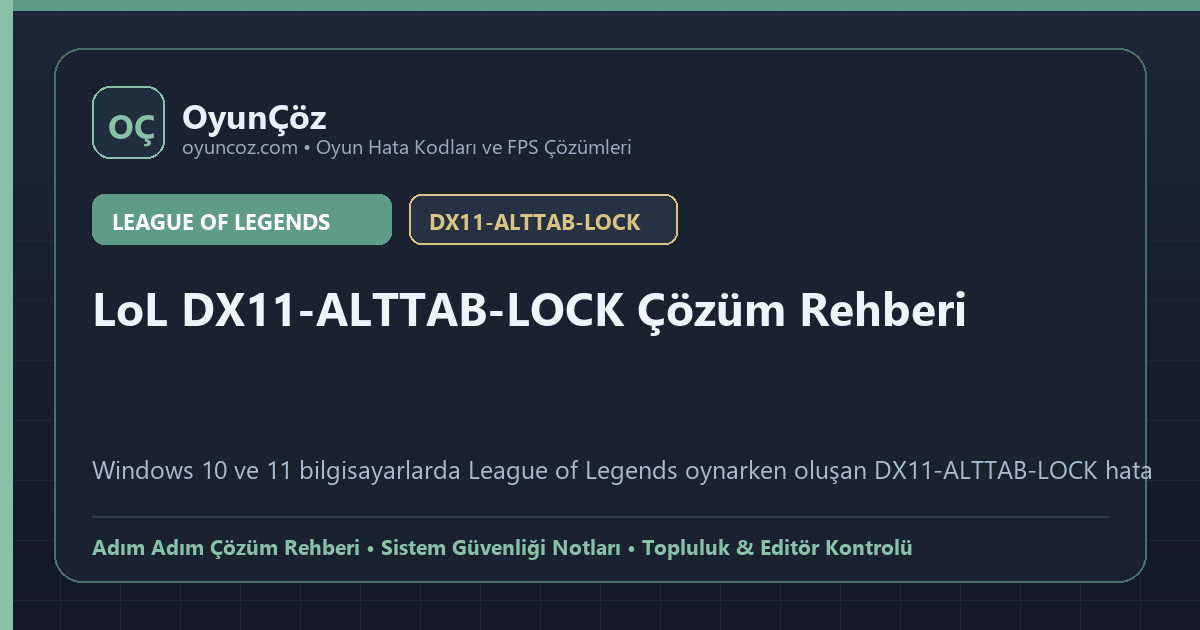 OÇ
OyunÇöz
oyuncoz.com • Oyun Hata Kodları ve FPS Çözümleri
LEAGUE OF LEGENDS
DX11-ALTTAB-LOCK
LoL DX11-ALTTAB-LOCK Çözüm Rehberi
Windows 10 ve 11 bilgisayarlarda League of Legends oynarken oluşan DX11-ALTTAB-LOCK hata
Adım Adım Çözüm Rehberi • Sistem Güvenliği Notları • Topluluk & Editör Kontrolü